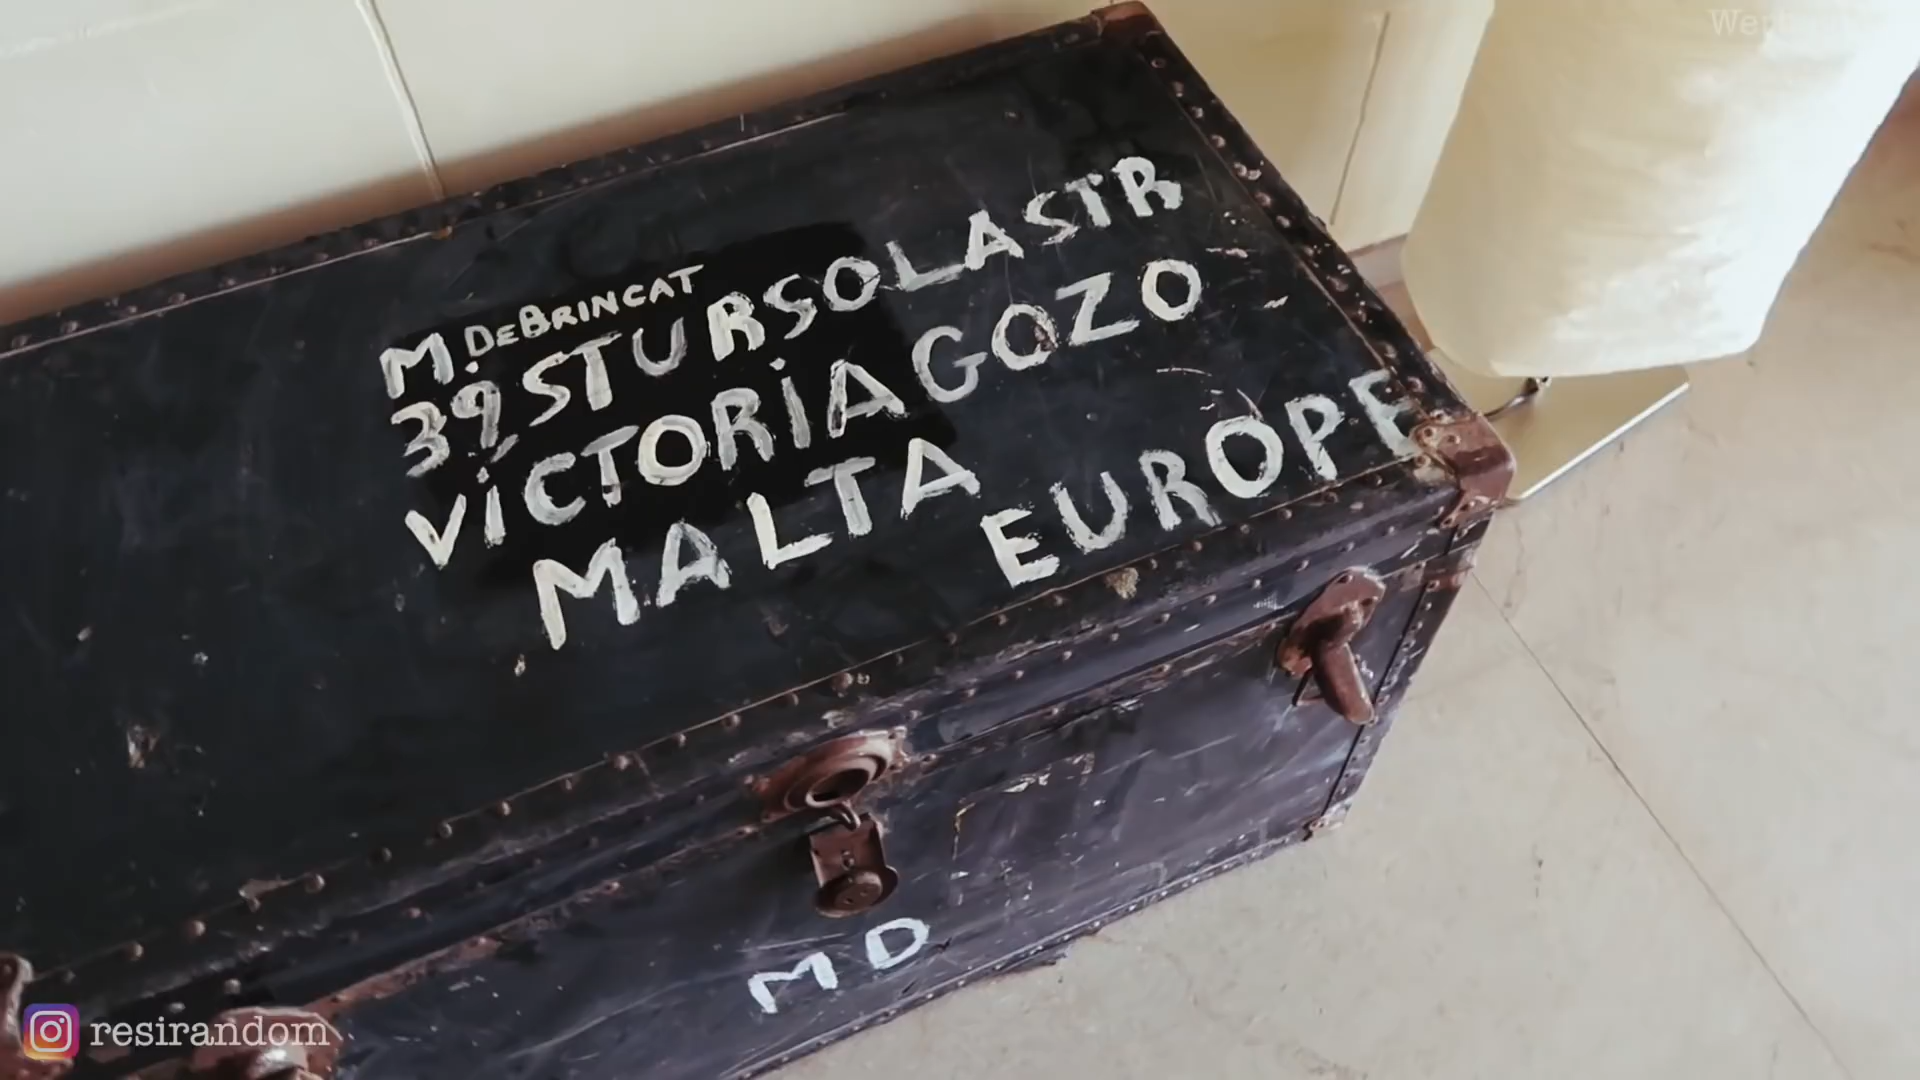 M. DEBRINCAT
39, ST URSOLA STR
ViCTORiA GOZO
MALTA EUROPE
MD
resirandom